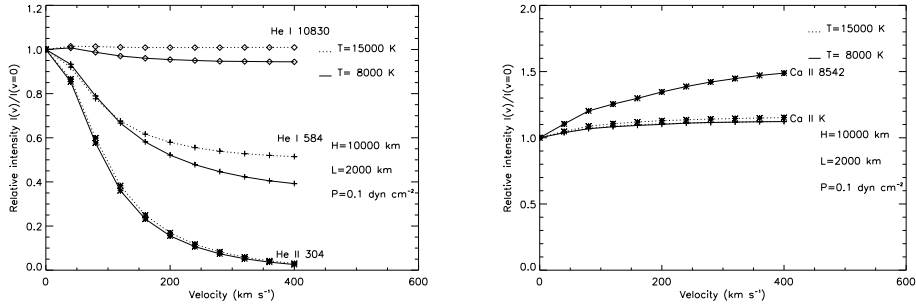 1.2
1.0
0.8
0.6
0.4
0.2
0.0
Relative intensity I(v)/I(v=0)
He I 10830
T=15000 K
T= 8000 K
He I 584
H=10000 km
L=2000 km
P=0.1 dyn cm⁻²
He II 304
0 200 400 600
Velocity (km s⁻¹)
2.0
1.5
1.0
0.5
0.0
Relative intensity I(v)/I(v=0)
T=15000 K
T= 8000 K
Ca II 8542
Ca II K
H=10000 km
L=2000 km
P=0.1 dyn cm⁻²
0 200 400 600
Velocity (km s⁻¹)